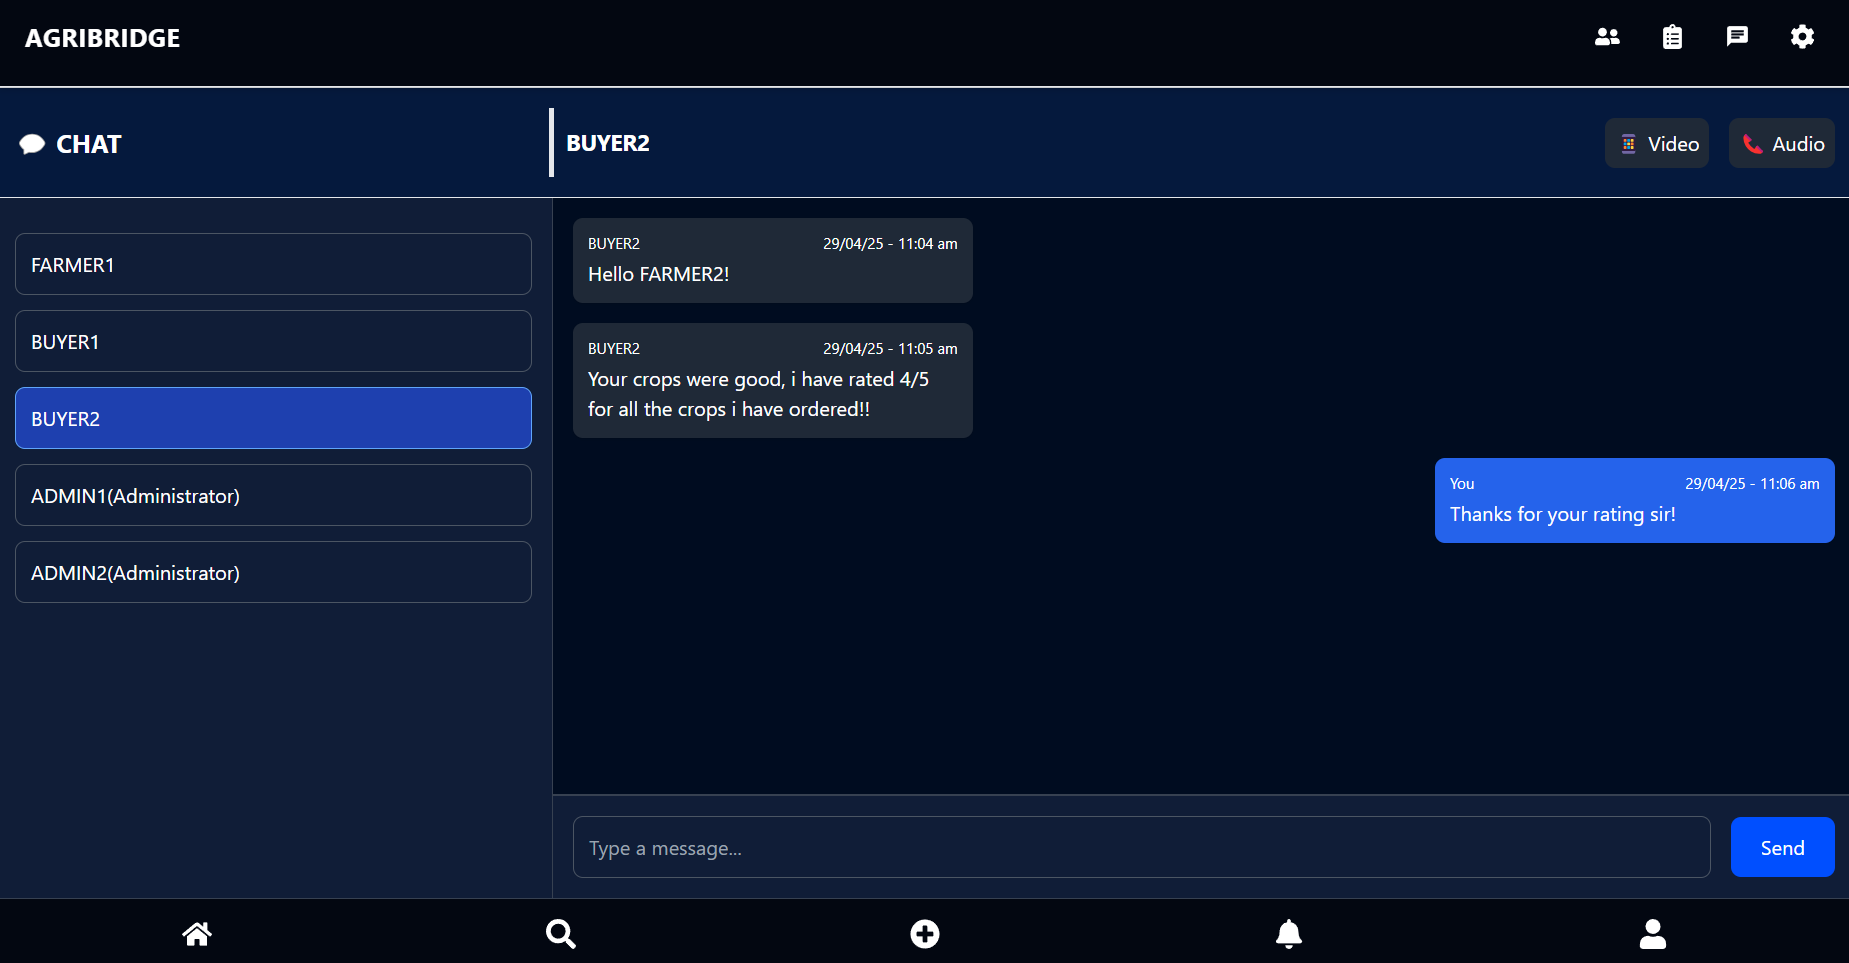 AGRIBRIDGE
CHAT
BUYER2
Video
Audio
FARMER1
BUYER1
BUYER2
ADMIN1(Administrator)
ADMIN2(Administrator)
BUYER2 29/04/25 - 11:04 am
Hello FARMER2!
BUYER2 29/04/25 - 11:05 am
Your crops were good, i have rated 4/5
for all the crops i have ordered!!
You 29/04/25 - 11:06 am
Thanks for your rating sir!
Type a message...
Send